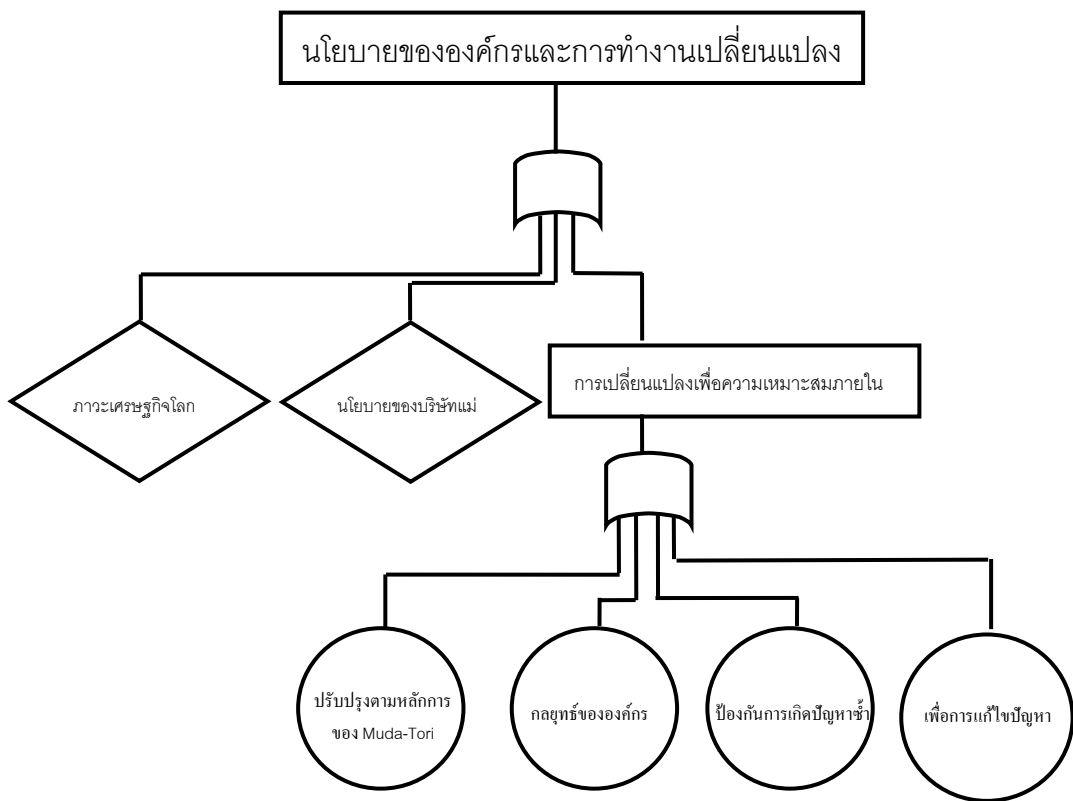 นโยบายขององค์กรและการทำงานเปลี่ยนแปลง
ภาวะเศรษฐกิจโลก
นโยบายของบริษัทแม่
การเปลี่ยนแปลงเพื่อความเหมาะสมภายใน
ปรับปรุงตามหลักการ
ของ Muda-Tori
กลยุทธ์ขององค์กร
ป้องกันการเกิดปัญหาซ้ำ
เพื่อการแก้ไขปัญหา